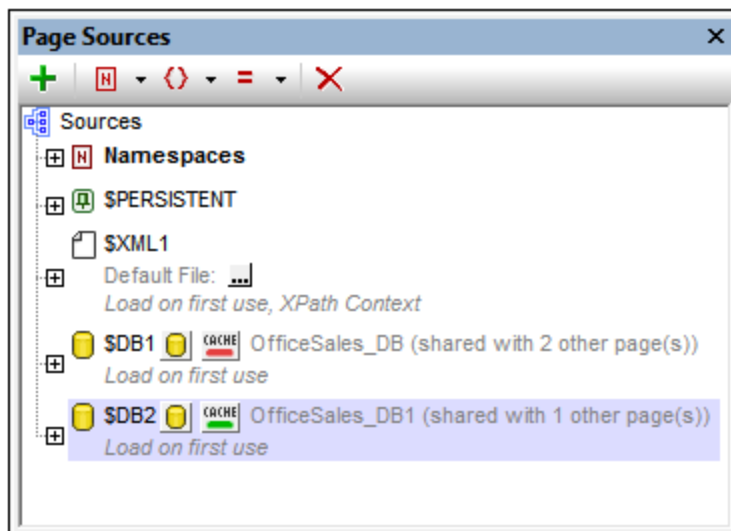 Page Sources
N {} =
Sources
N Namespaces
$PERSISTENT
$XML1
Default File: ...
Load on first use, XPath Context
$DB1 CACHE OfficeSales_DB (shared with 2 other page(s))
Load on first use
$DB2 CACHE OfficeSales_DB1 (shared with 1 other page(s))
Load on first use